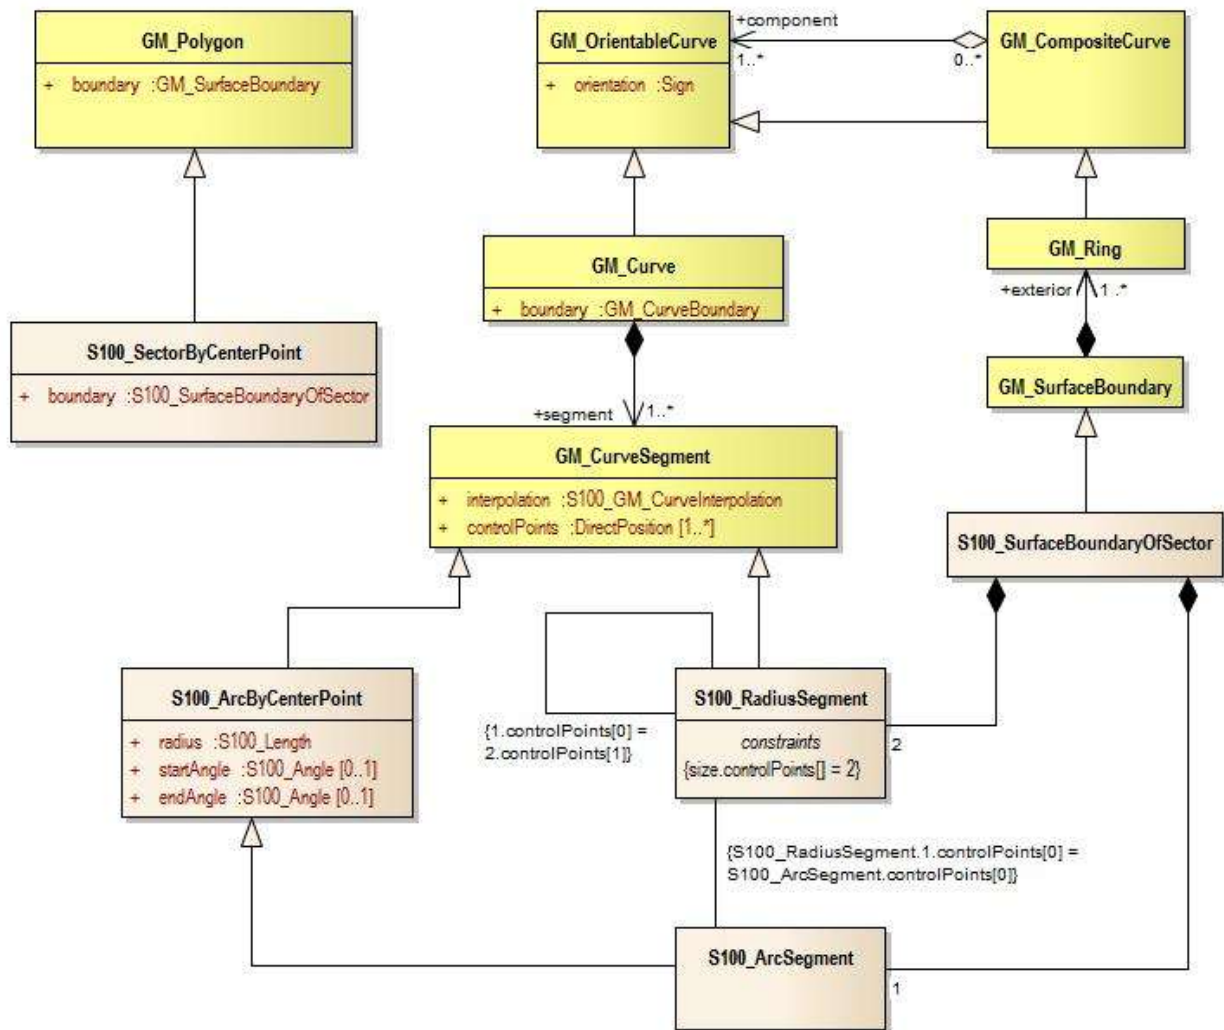 GM_Polygon
+ boundary :GM_SurfaceBoundary
GM_OrientableCurve
+ orientation :Sign
+component
1..*
0..*
GM_CompositeCurve
GM_Curve
+ boundary :GM_CurveBoundary
GM_Ring
+exterior
1 ..*
S100_SectorByCenterPoint
+ boundary :S100_SurfaceBoundaryOfSector
GM_SurfaceBoundary
+segment
1..*
GM_CurveSegment
+ interpolation :S100_GM_CurveInterpolation
+ controlPoints :DirectPosition [1..*]
S100_SurfaceBoundaryOfSector
S100_ArcByCenterPoint
+ radius :S100_Length
+ startAngle :S100_Angle [0..1]
+ endAngle :S100_Angle [0..1]
{1.controlPoints[0] =
2.controlPoints[1]}
S100_RadiusSegment
constraints
{size.controlPoints[] = 2}
2
{S100_RadiusSegment.1.controlPoints[0] =
S100_ArcSegment.controlPoints[0]}
S100_ArcSegment
1